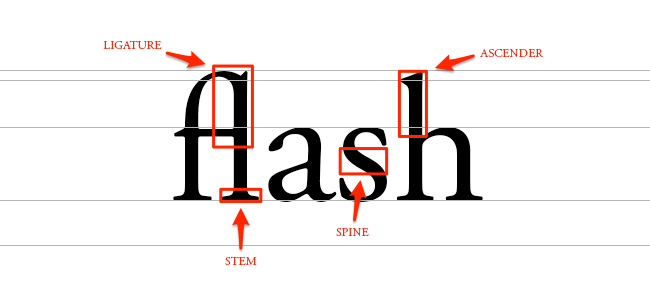 LIGATURE
ASCENDER
flash
SPINE
STEM